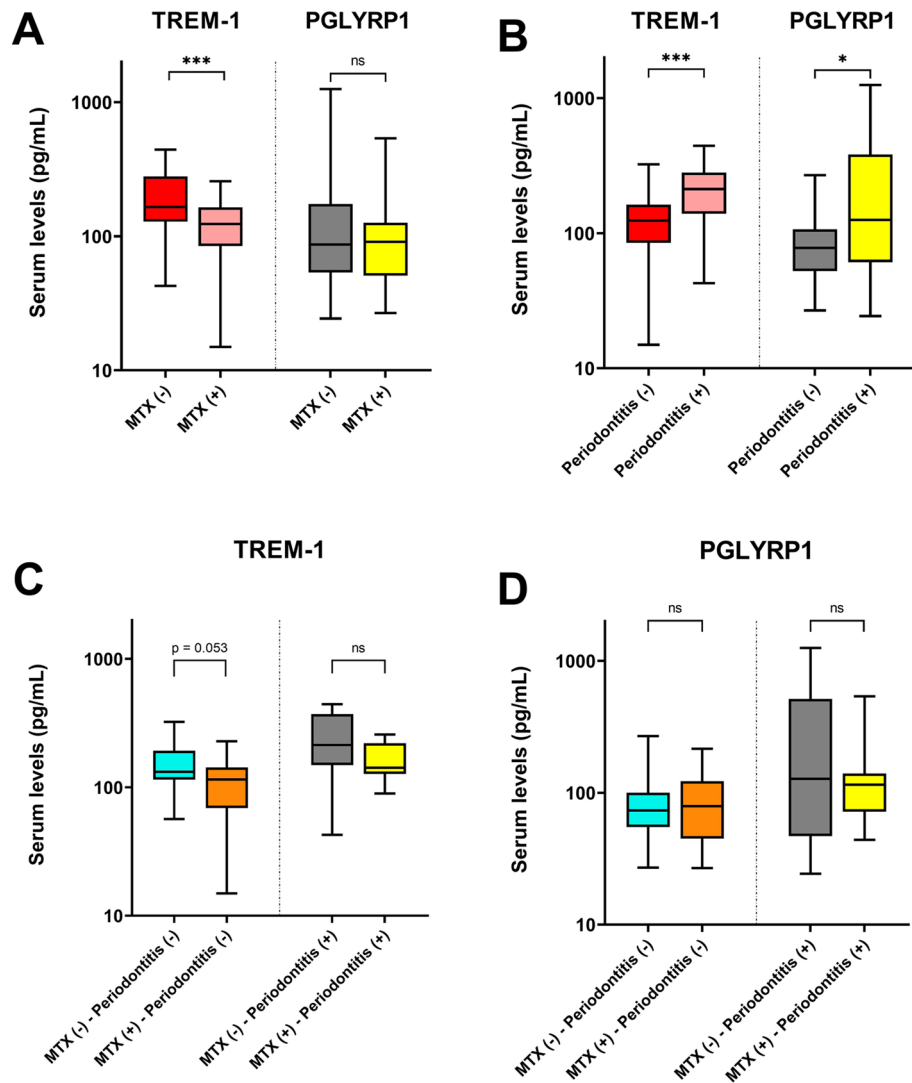 A
TREM-1
PGLYRP1
***
ns
1000
100
10
Serum levels (pg/mL)
MTX (-)
MTX (+)
MTX (-)
MTX (+)
B
TREM-1
PGLYRP1
***
*
1000
100
10
Serum levels (pg/mL)
Periodontitis (-)
Periodontitis (+)
Periodontitis (-)
Periodontitis (+)
C
TREM-1
p = 0.053
ns
1000
100
10
Serum levels (pg/mL)
MTX (-) - Periodontitis (-)
MTX (+) - Periodontitis (-)
MTX (-) - Periodontitis (+)
MTX (+) - Periodontitis (+)
D
PGLYRP1
ns
ns
1000
100
10
Serum levels (pg/mL)
MTX (-) - Periodontitis (-)
MTX (+) - Periodontitis (-)
MTX (-) - Periodontitis (+)
MTX (+) - Periodontitis (+)